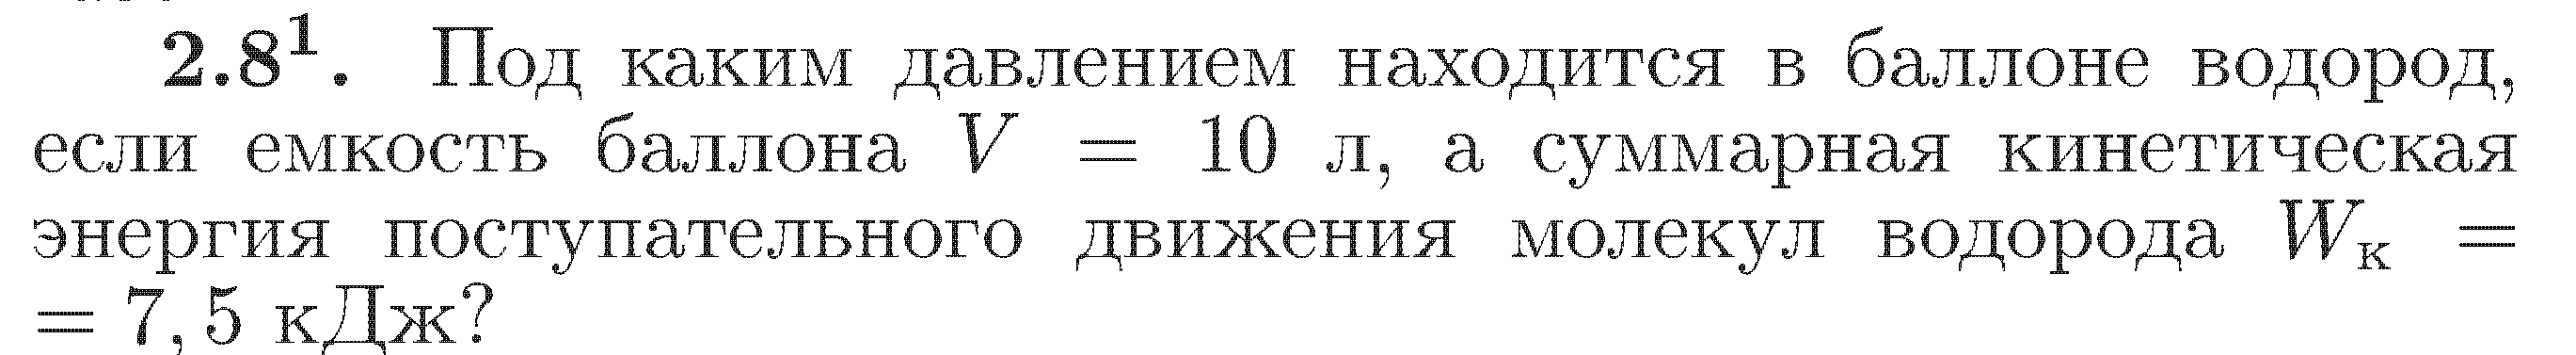 2.8¹. Под каким давлением находится в баллоне водород,
если емкость баллона V = 10 л, а суммарная кинетическая
энергия поступательного движения молекул водорода Wк =
= 7,5 кДж?